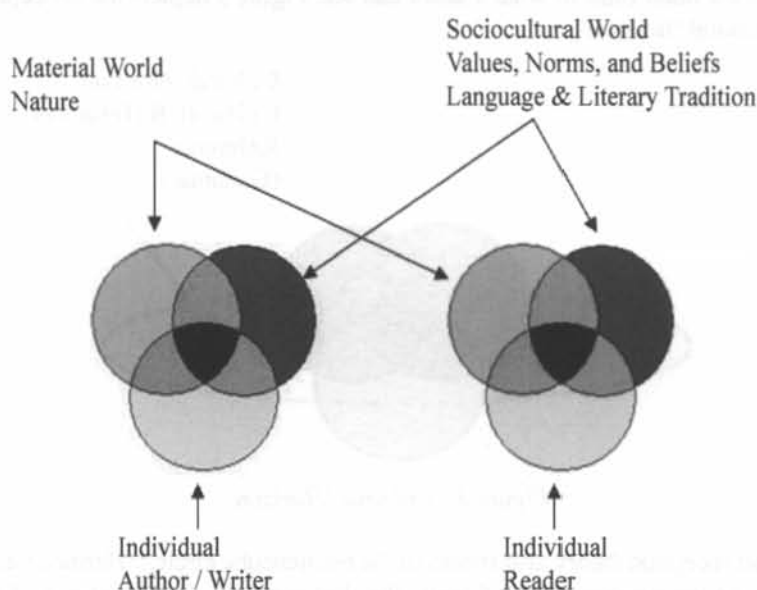 Material World
Nature
Sociocultural World
Values, Norms, and Beliefs
Language & Literary Tradition
Individual
Author / Writer
Individual
Reader